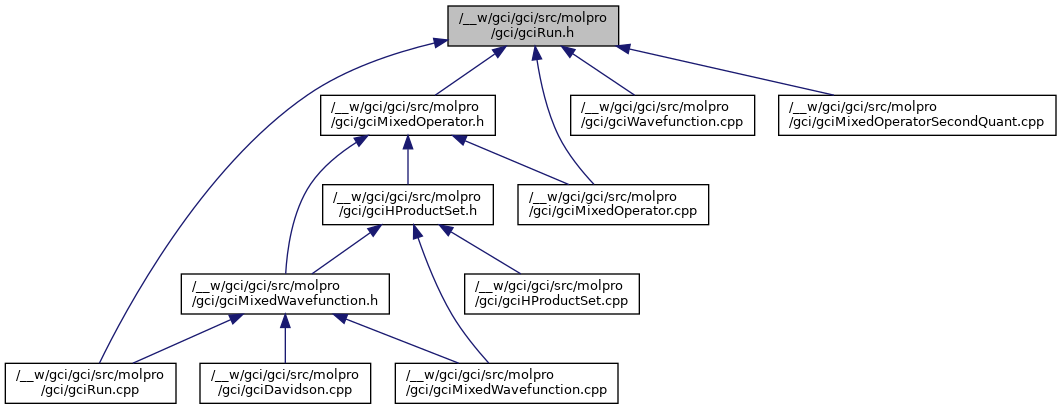 /__w/gci/gci/src/molpro
/gci/gciRun.h
/__w/gci/gci/src/molpro
/gci/gciMixedOperator.h
/__w/gci/gci/src/molpro
/gci/gciWavefunction.cpp
/__w/gci/gci/src/molpro
/gci/gciMixedOperatorSecondQuant.cpp
/__w/gci/gci/src/molpro
/gci/gciHProductSet.h
/__w/gci/gci/src/molpro
/gci/gciMixedOperator.cpp
/__w/gci/gci/src/molpro
/gci/gciMixedWavefunction.h
/__w/gci/gci/src/molpro
/gci/gciHProductSet.cpp
/__w/gci/gci/src/molpro
/gci/gciRun.cpp
/__w/gci/gci/src/molpro
/gci/gciDavidson.cpp
/__w/gci/gci/src/molpro
/gci/gciMixedWavefunction.cpp